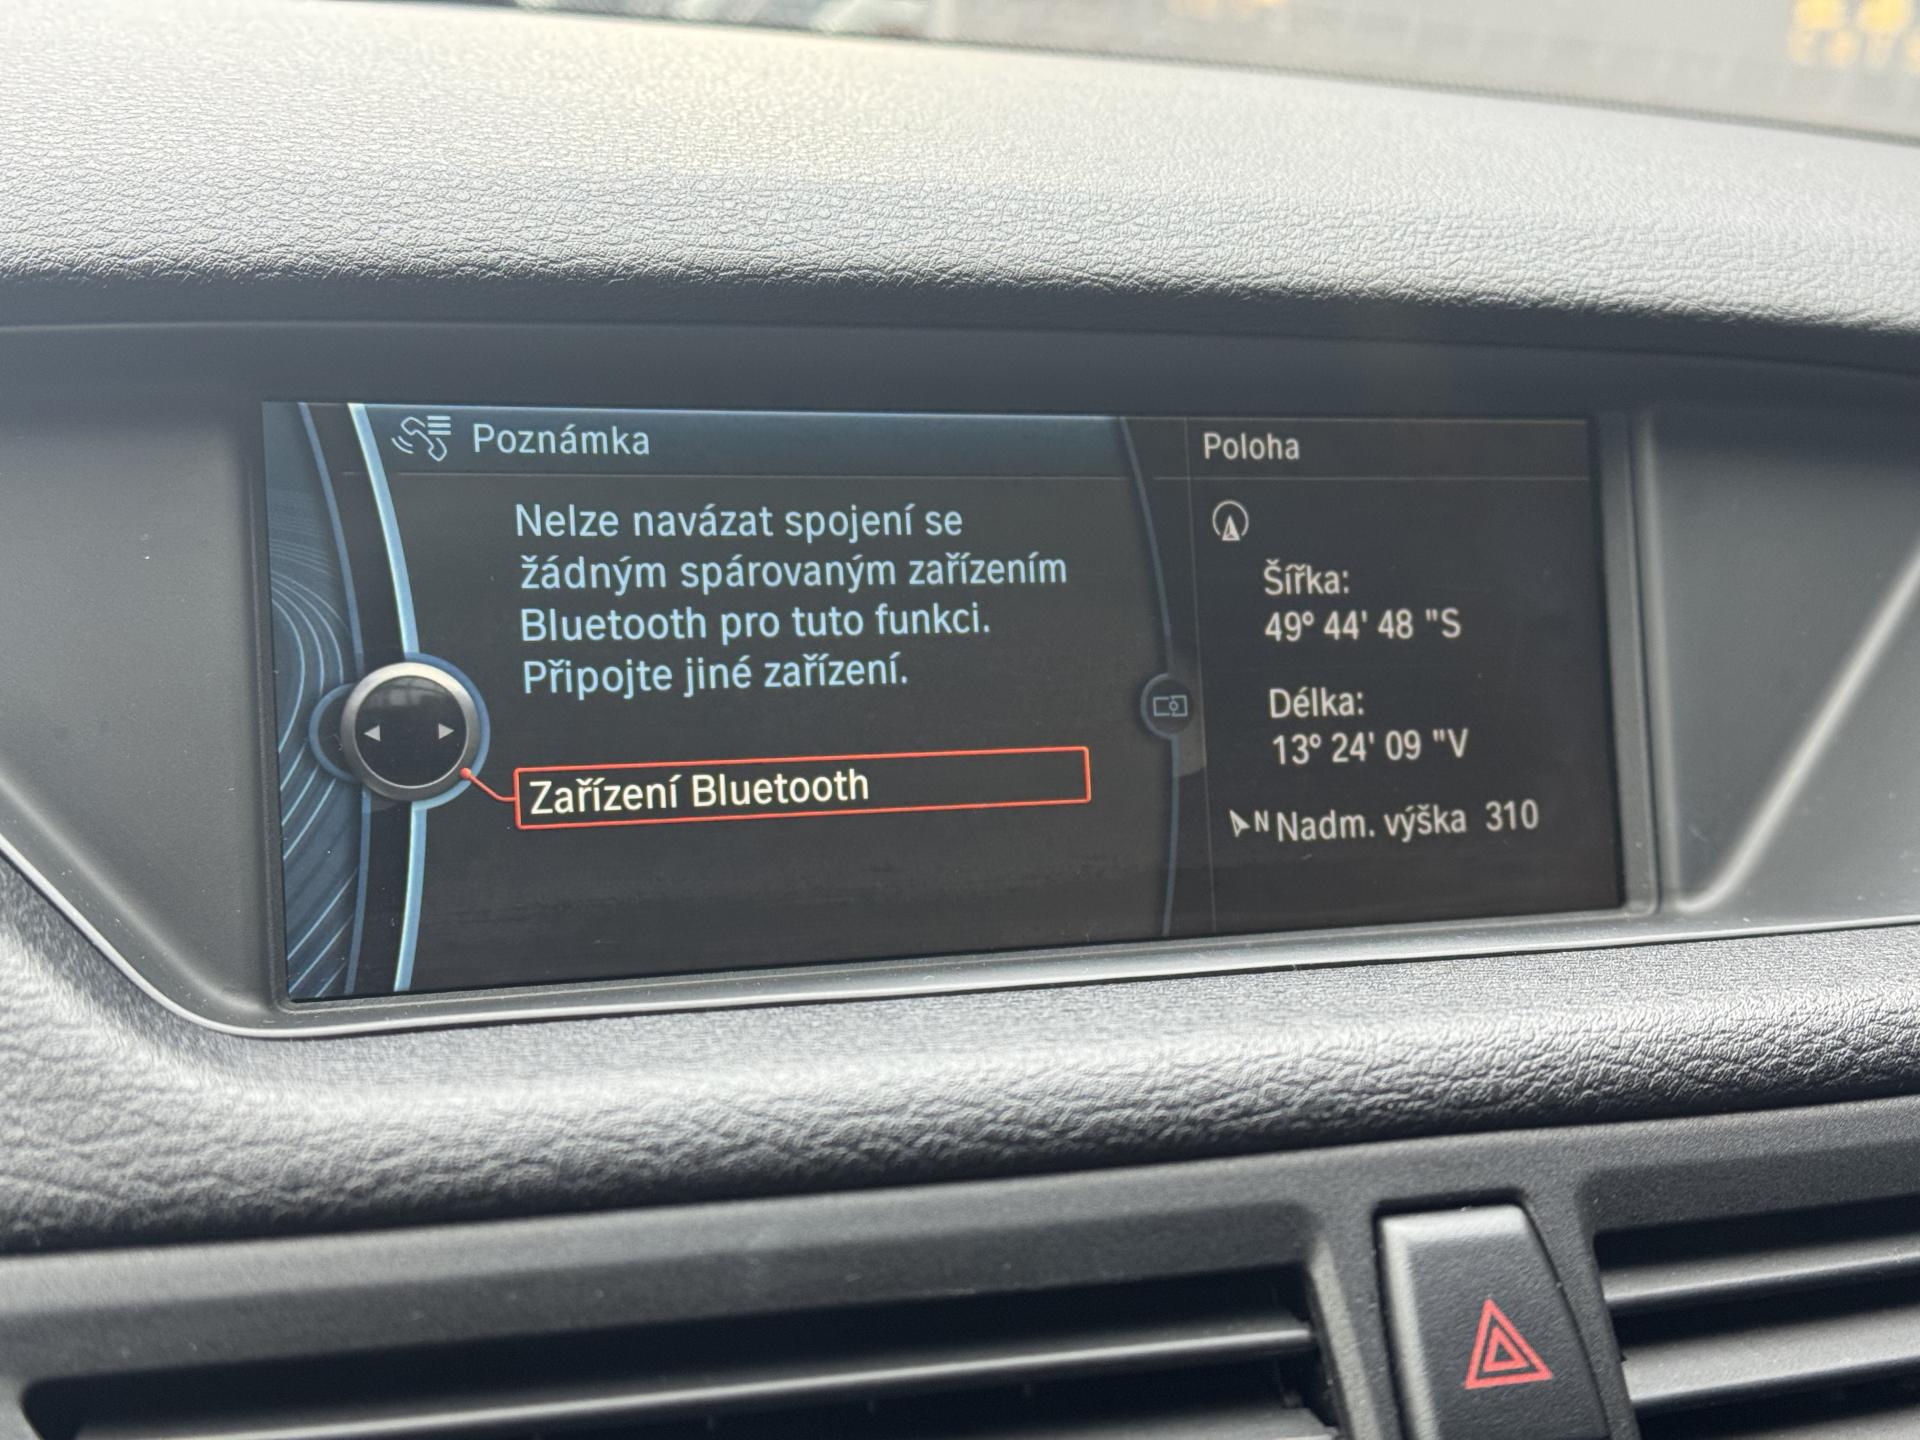 Poznámka
Nelze navázat spojení se
žádným spárovaným zařízením
Bluetooth pro tuto funkci.
Připojte jiné zařízení.
Zařízení Bluetooth
Poloha
Šířka:
49° 44' 48 "S
Délka:
13° 24' 09 "V
N Nadm. výška 310